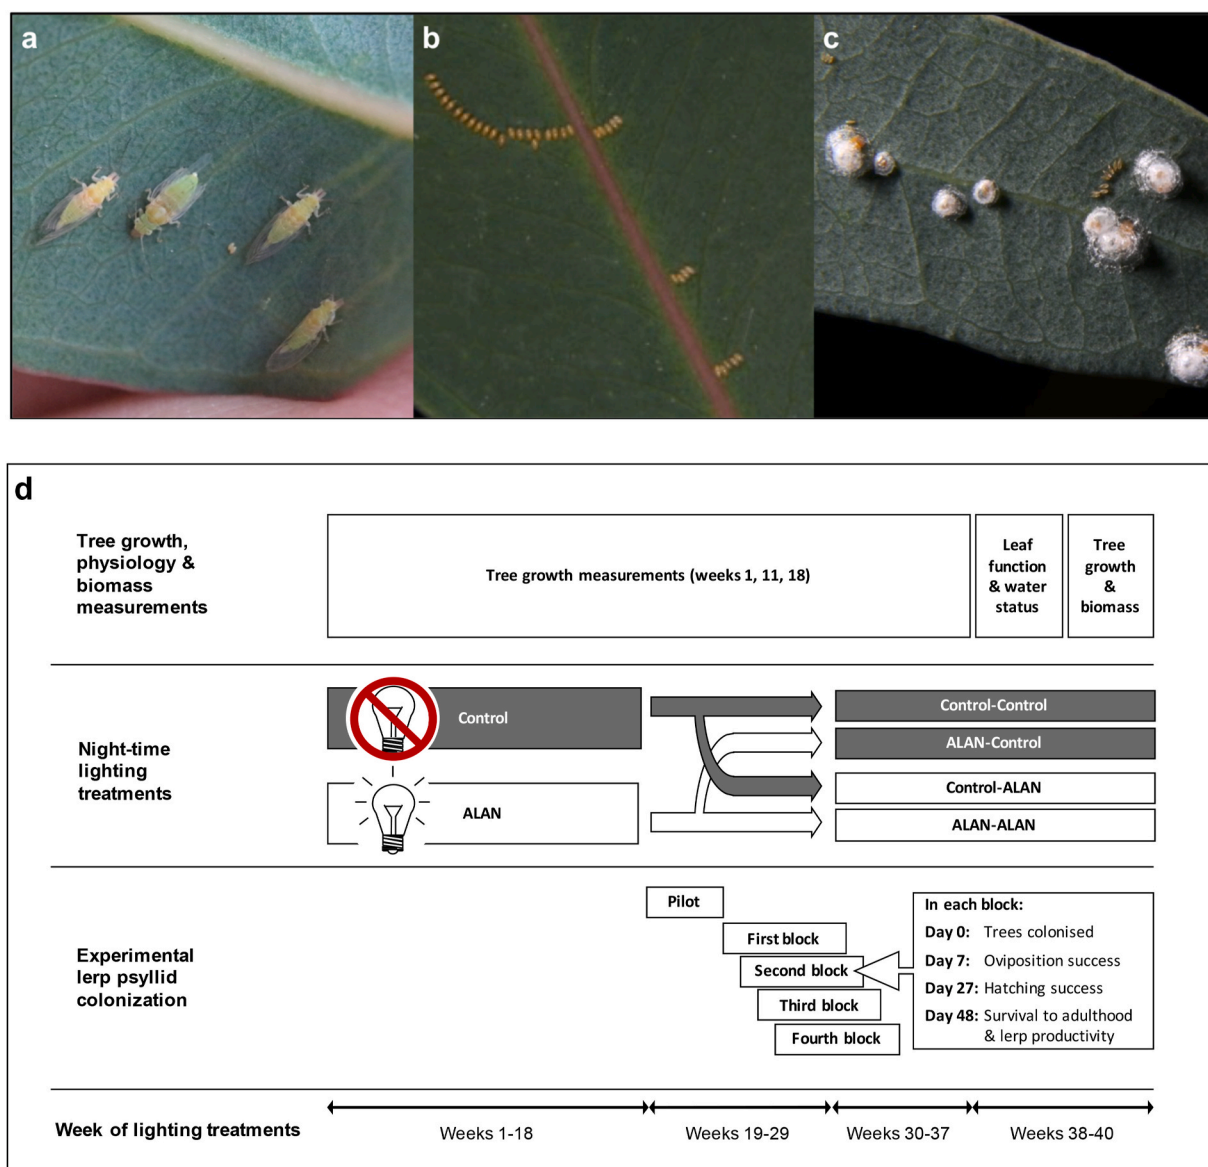 a
b
c
d
Tree growth,
physiology &
biomass
measurements
Tree growth measurements (weeks 1, 11, 18)
Leaf
function
& water
status
Tree
growth
&
biomass
Night-time
lighting
treatments
Control
ALAN
Control-Control
ALAN-Control
Control-ALAN
ALAN-ALAN
Experimental
lerp psyllid
colonization
Pilot
First block
Second block
Third block
Fourth block
In each block:
Day 0: Trees colonised
Day 7: Oviposition success
Day 27: Hatching success
Day 48: Survival to adulthood
& lerp productivity
Week of lighting treatments
Weeks 1-18
Weeks 19-29
Weeks 30-37
Weeks 38-40